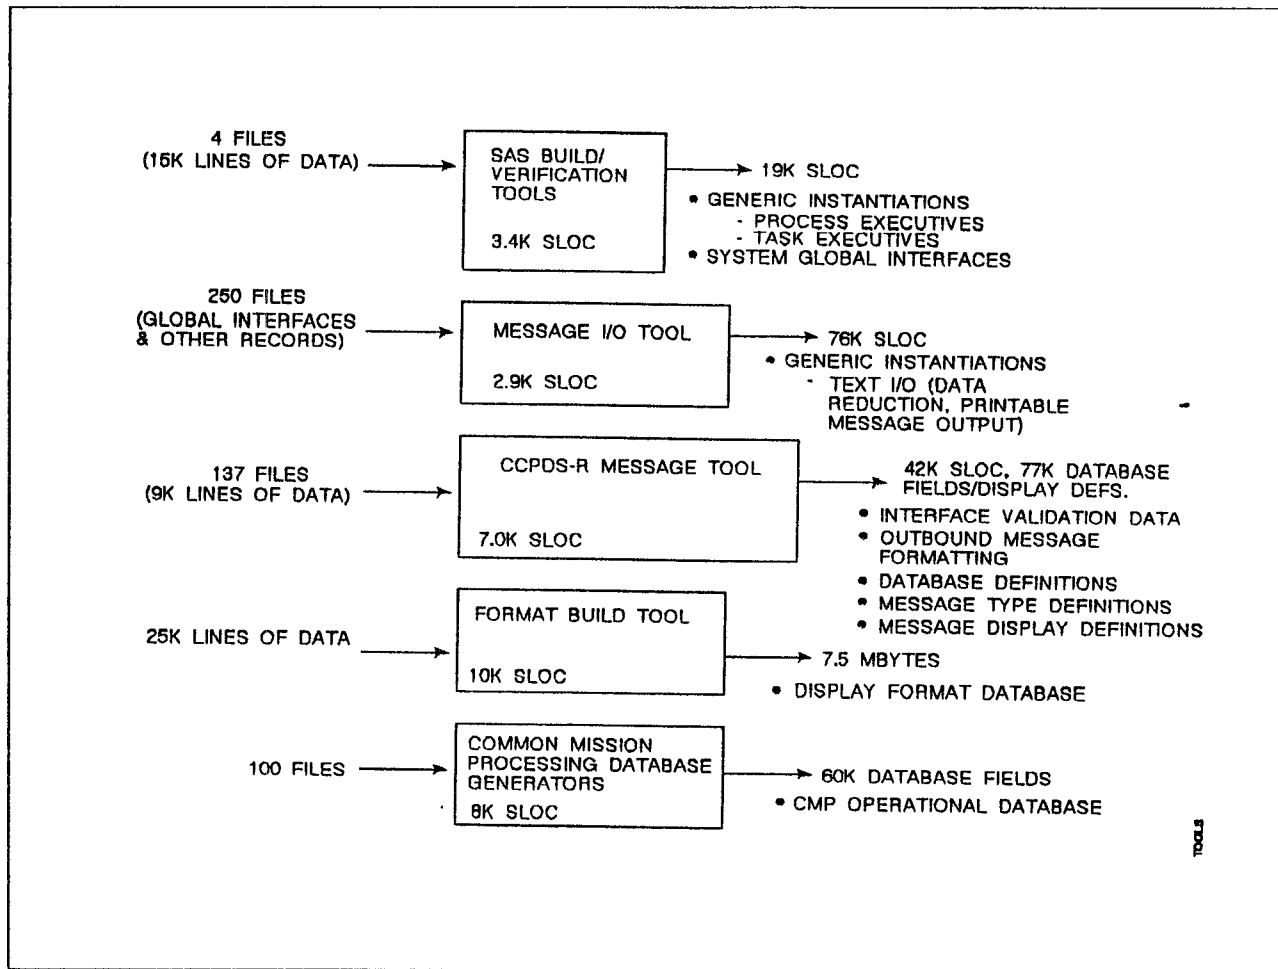 4 FILES
(15K LINES OF DATA)
SAS BUILD/
VERIFICATION
TOOLS
3.4K SLOC
19K SLOC
• GENERIC INSTANTIATIONS
- PROCESS EXECUTIVES
- TASK EXECUTIVES
• SYSTEM GLOBAL INTERFACES
250 FILES
(GLOBAL INTERFACES
& OTHER RECORDS)
MESSAGE I/O TOOL
2.9K SLOC
76K SLOC
• GENERIC INSTANTIATIONS
- TEXT I/O (DATA
REDUCTION, PRINTABLE
MESSAGE OUTPUT)
137 FILES
(9K LINES OF DATA)
CCPDS-R MESSAGE TOOL
7.0K SLOC
42K SLOC, 77K DATABASE
FIELDS/DISPLAY DEFS.
• INTERFACE VALIDATION DATA
• OUTBOUND MESSAGE
FORMATTING
• DATABASE DEFINITIONS
• MESSAGE TYPE DEFINITIONS
• MESSAGE DISPLAY DEFINITIONS
25K LINES OF DATA
FORMAT BUILD TOOL
10K SLOC
7.5 MBYTES
• DISPLAY FORMAT DATABASE
100 FILES
COMMON MISSION
PROCESSING DATABASE
GENERATORS
8K SLOC
60K DATABASE FIELDS
• CMP OPERATIONAL DATABASE
TOOLS